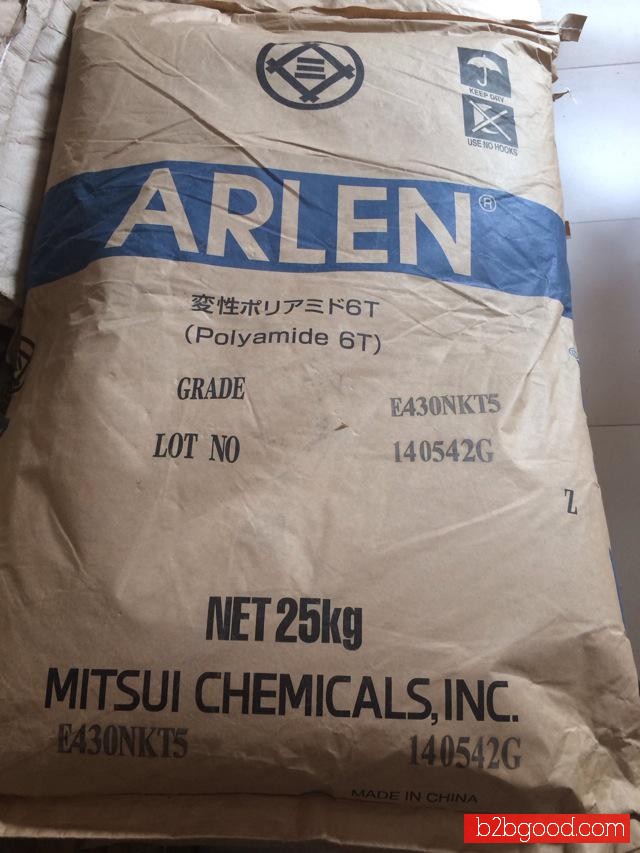 三
KEEP DRY
USE NO HOOKS
ARLEN®
変性ポリアミド6T
(Polyamide 6T)
GRADE E430NKT5
LOT NO 140542G
Z
NET 25kg
MITSUI CHEMICALS, INC.
E430NKT5 140542G
MADE IN CHINA
b2bgood.com